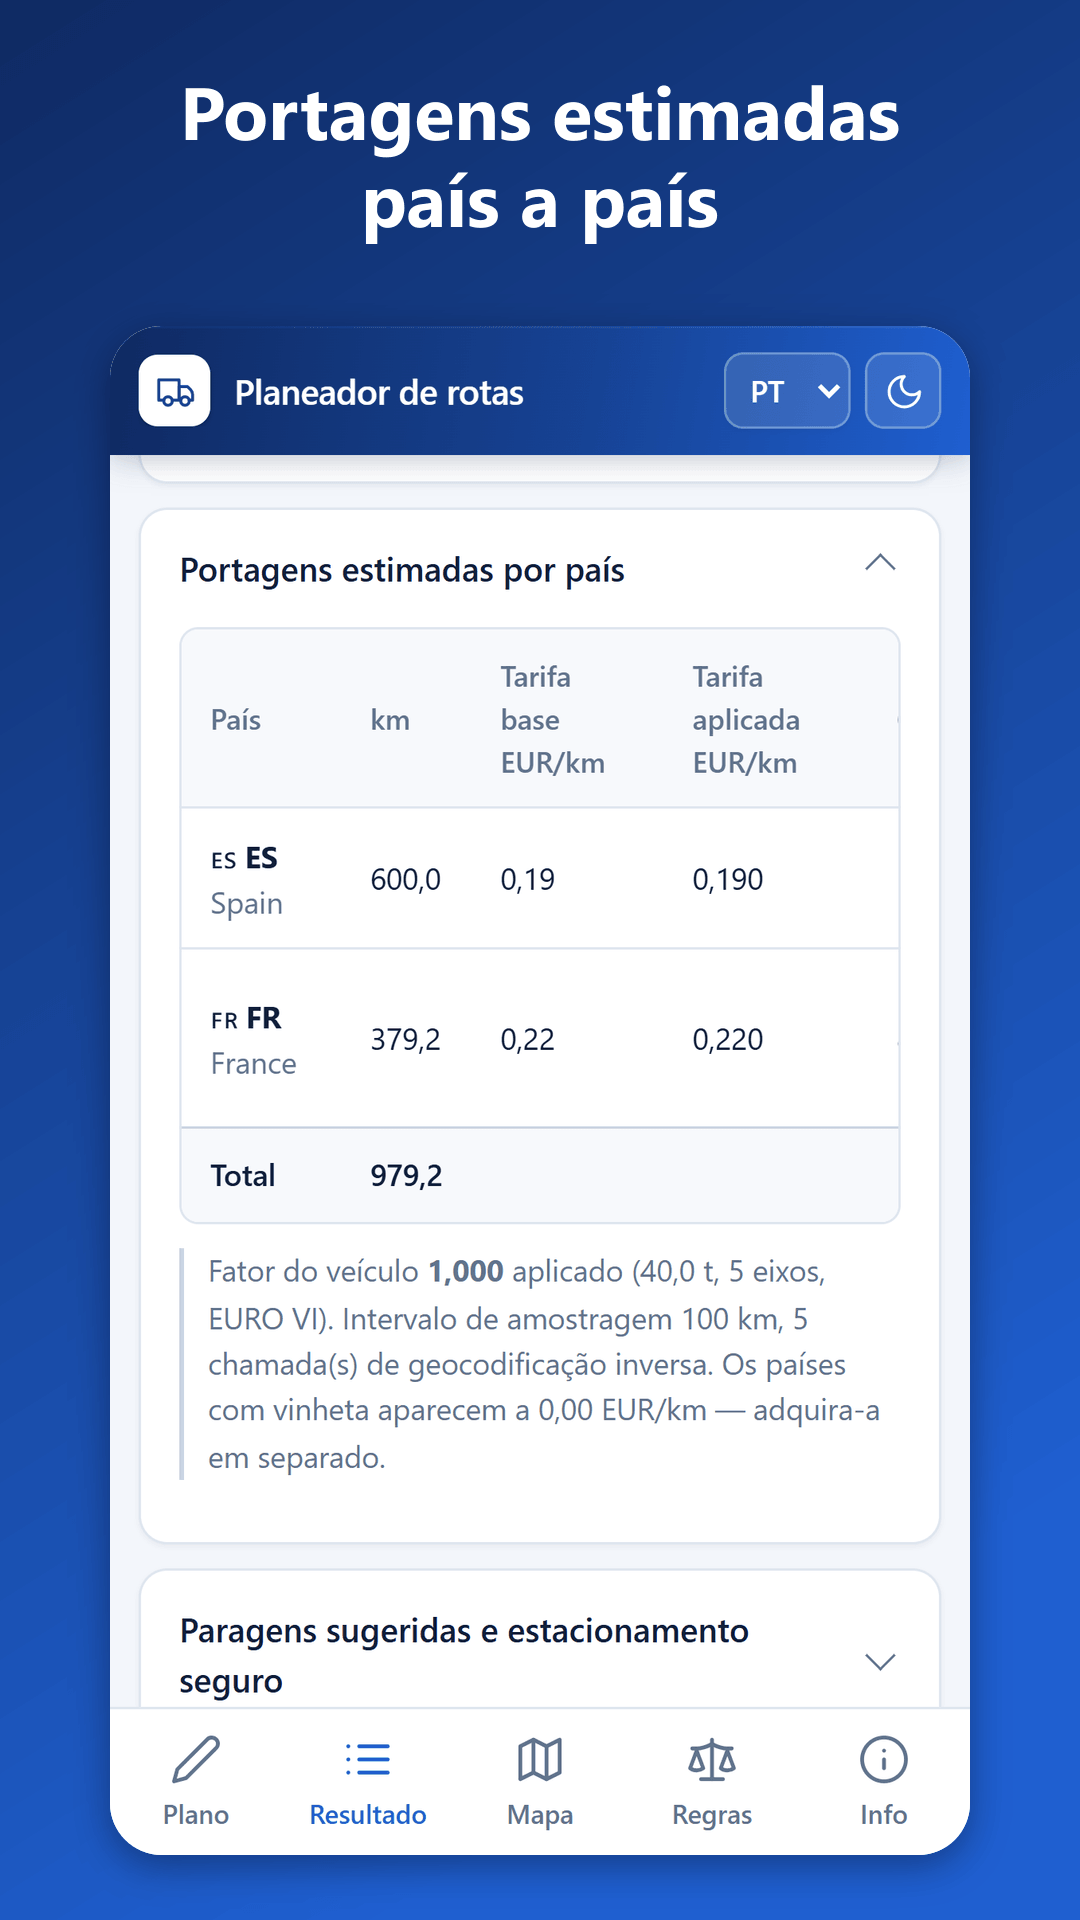 Portagens estimadas
país a país
Planeador de rotas
PT
Portagens estimadas por país
País
km
Tarifa base EUR/km
Tarifa aplicada EUR/km
ES ES
Spain
600,0
0,19
0,190
FR FR
France
379,2
0,22
0,220
Total
979,2
Fator do veículo 1,000 aplicado (40,0 t, 5 eixos,
EURO VI). Intervalo de amostragem 100 km, 5
chamada(s) de geocodificação inversa. Os países
com vinheta aparecem a 0,00 EUR/km — adquira-a
em separado.
Paragens sugeridas e estacionamento
seguro
Plano
Resultado
Mapa
Regras
Info